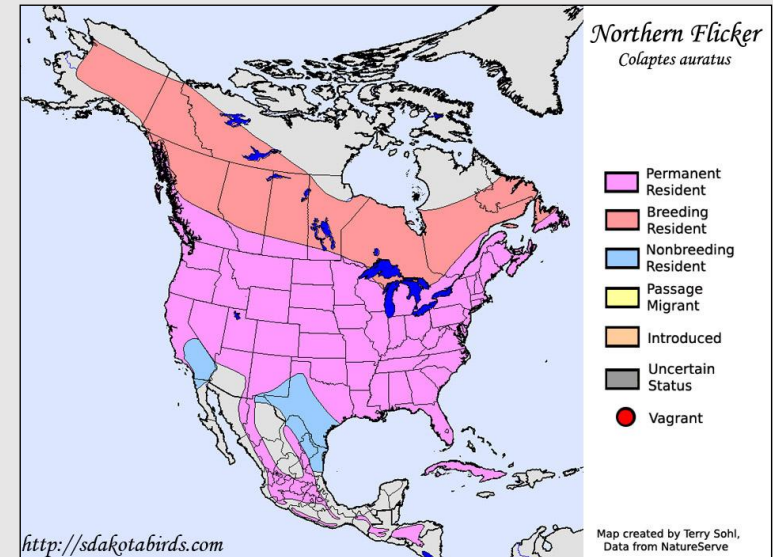 Northern Flicker
Colaptes auratus
Permanent
Resident
Breeding
Resident
Nonbreeding
Resident
Passage
Migrant
Introduced
Uncertain
Status
Vagrant
http://sdakotabirds.com
Map created by Terry Sohl,
Data from NatureServe